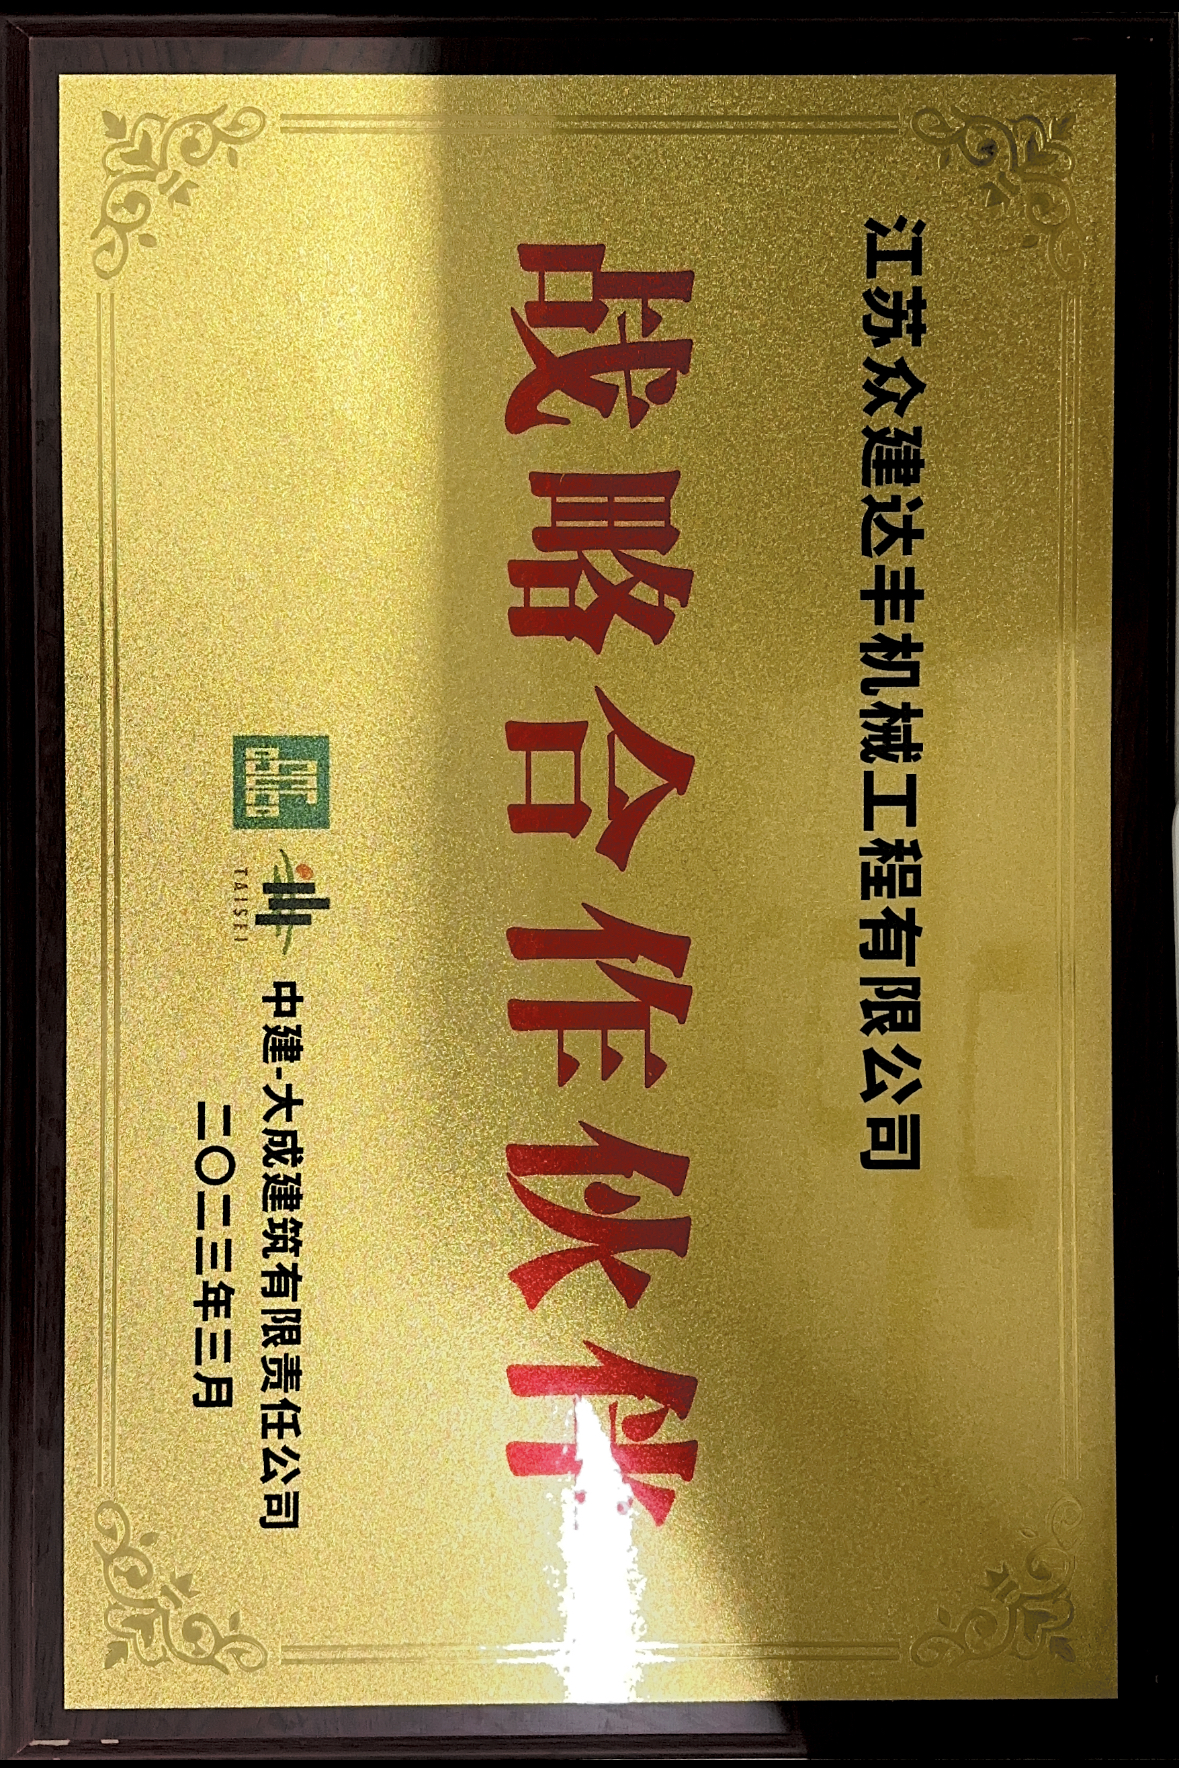 江苏众建达丰机械工程有限公司
战略合作伙伴
TAISEI
中建-大成建筑有限责任公司
二〇二三年三月